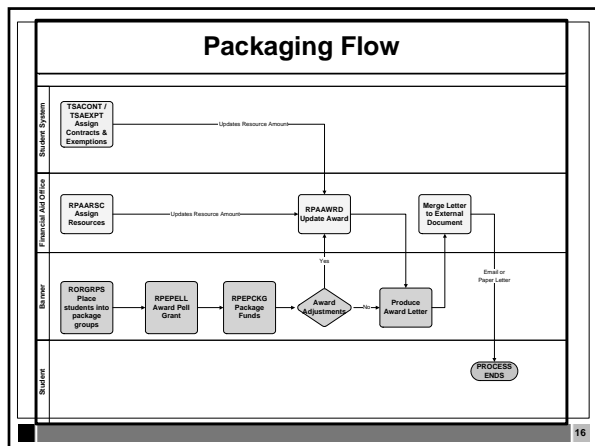 Packaging Flow
Student System
TSACONT /
TSAEXPT
Assign
Contracts &
Exemptions
Updates Resource Amount
Financial Aid Office
RPAARSC
Assign
Resources
Updates Resource Amount
RPAAWRD
Update Award
Merge Letter
to External
Document
Yes
Email or
Paper Letter
Banner
RORGRPS
Place
students into
package
groups
RPEPELL
Award Pell
Grant
RPEPCKG
Package
Funds
Award
Adjustments
No
Produce
Award Letter
Student
PROCESS
ENDS
16